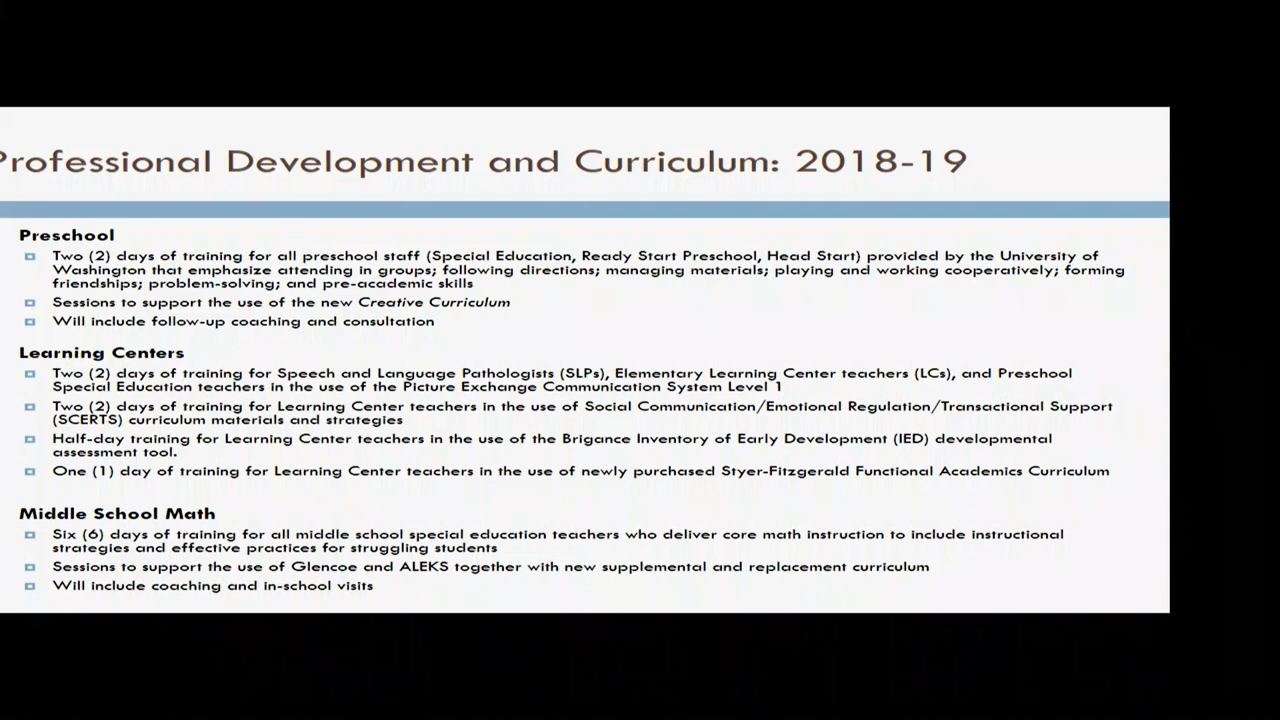 Professional Development and Curriculum: 2018-19
Preschool
Two (2) days of training for all preschool staff (Special Education, Ready Start Preschool, Head Start) provided by the University of
Washington that emphasize attending in groups; following directions; managing materials; playing and working cooperatively; forming
friendships; problem-solving; and pre-academic skills
Sessions to support the use of the new Creative Curriculum
Will include follow-up coaching and consultation
Learning Centers
Two (2) days of training for Speech and Language Pathologists (SLPs), Elementary Learning Center teachers (LCs), and Preschool
Special Education teachers in the use of the Picture Exchange Communication System Level 1
Two (2) days of training for Learning Center teachers in the use of Social Communication/Emotional Regulation/Transactional Support
(SCERTS) curriculum materials and strategies
Half-day training for Learning Center teachers in the use of the Brigance Inventory of Early Development (IED) developmental
assessment tool.
One (1) day of training for Learning Center teachers in the use of newly purchased Styer-Fitzgerald Functional Academics Curriculum
Middle School Math
Six (6) days of training for all middle school special education teachers who deliver core math instruction to include instructional
strategies and effective practices for struggling students
Sessions to support the use of Glencoe and ALEKS together with new supplemental and replacement curriculum
Will include coaching and in-school visits